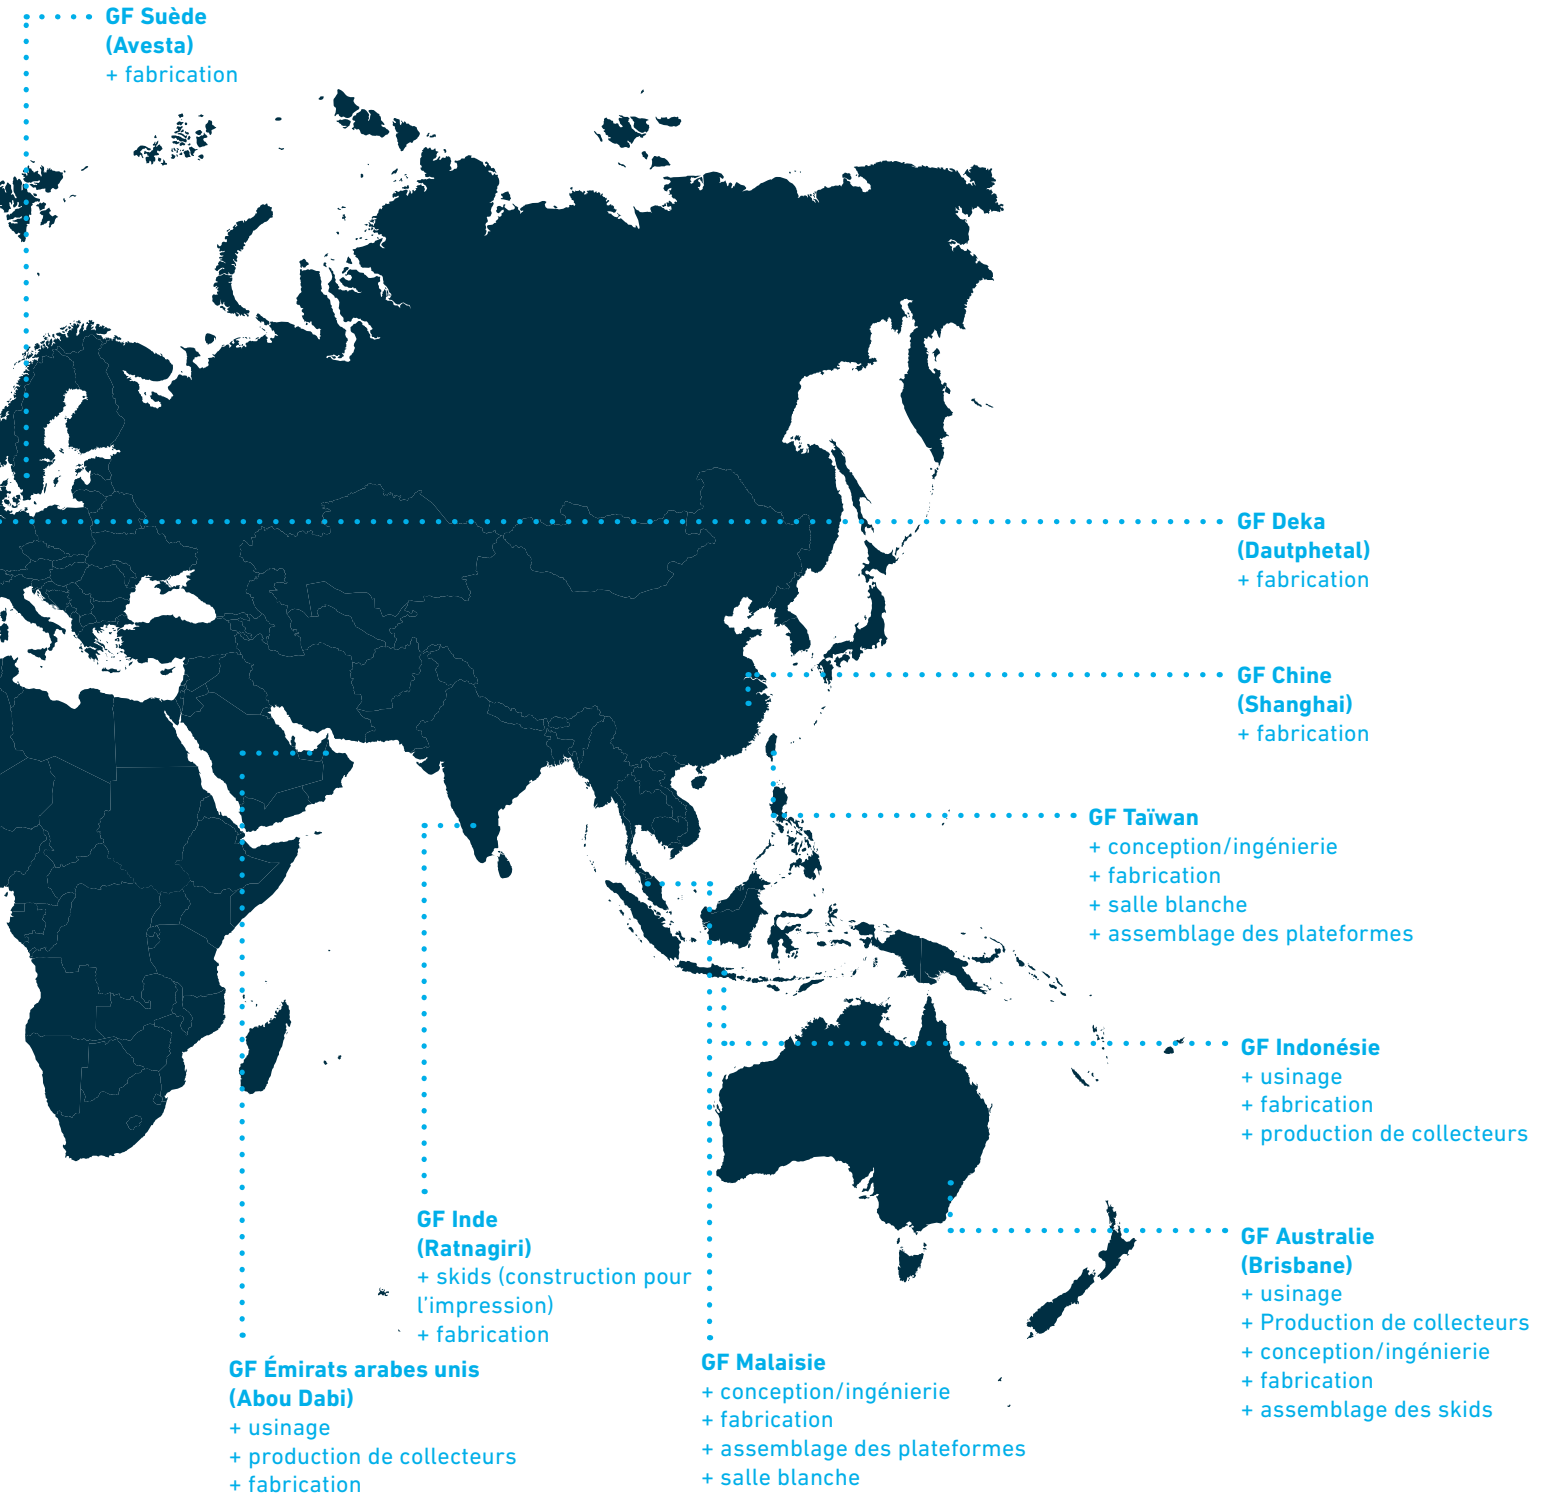 GF Suède
(Avesta)
+ fabrication
GF Deka
(Dautphetal)
+ fabrication
GF Chine
(Shanghai)
+ fabrication
GF Taïwan
+ conception/ingénierie
+ fabrication
+ salle blanche
+ assemblage des plateformes
GF Indonésie
+ usinage
+ fabrication
+ production de collecteurs
GF Australie
(Brisbane)
+ usinage
+ Production de collecteurs
+ conception/ingénierie
+ fabrication
+ assemblage des skids
GF Inde
(Ratnagiri)
+ skids (construction pour
l’impression)
+ fabrication
GF Malaisie
+ conception/ingénierie
+ fabrication
+ assemblage des plateformes
+ salle blanche
GF Émirats arabes unis
(Abou Dabi)
+ usinage
+ production de collecteurs
+ fabrication